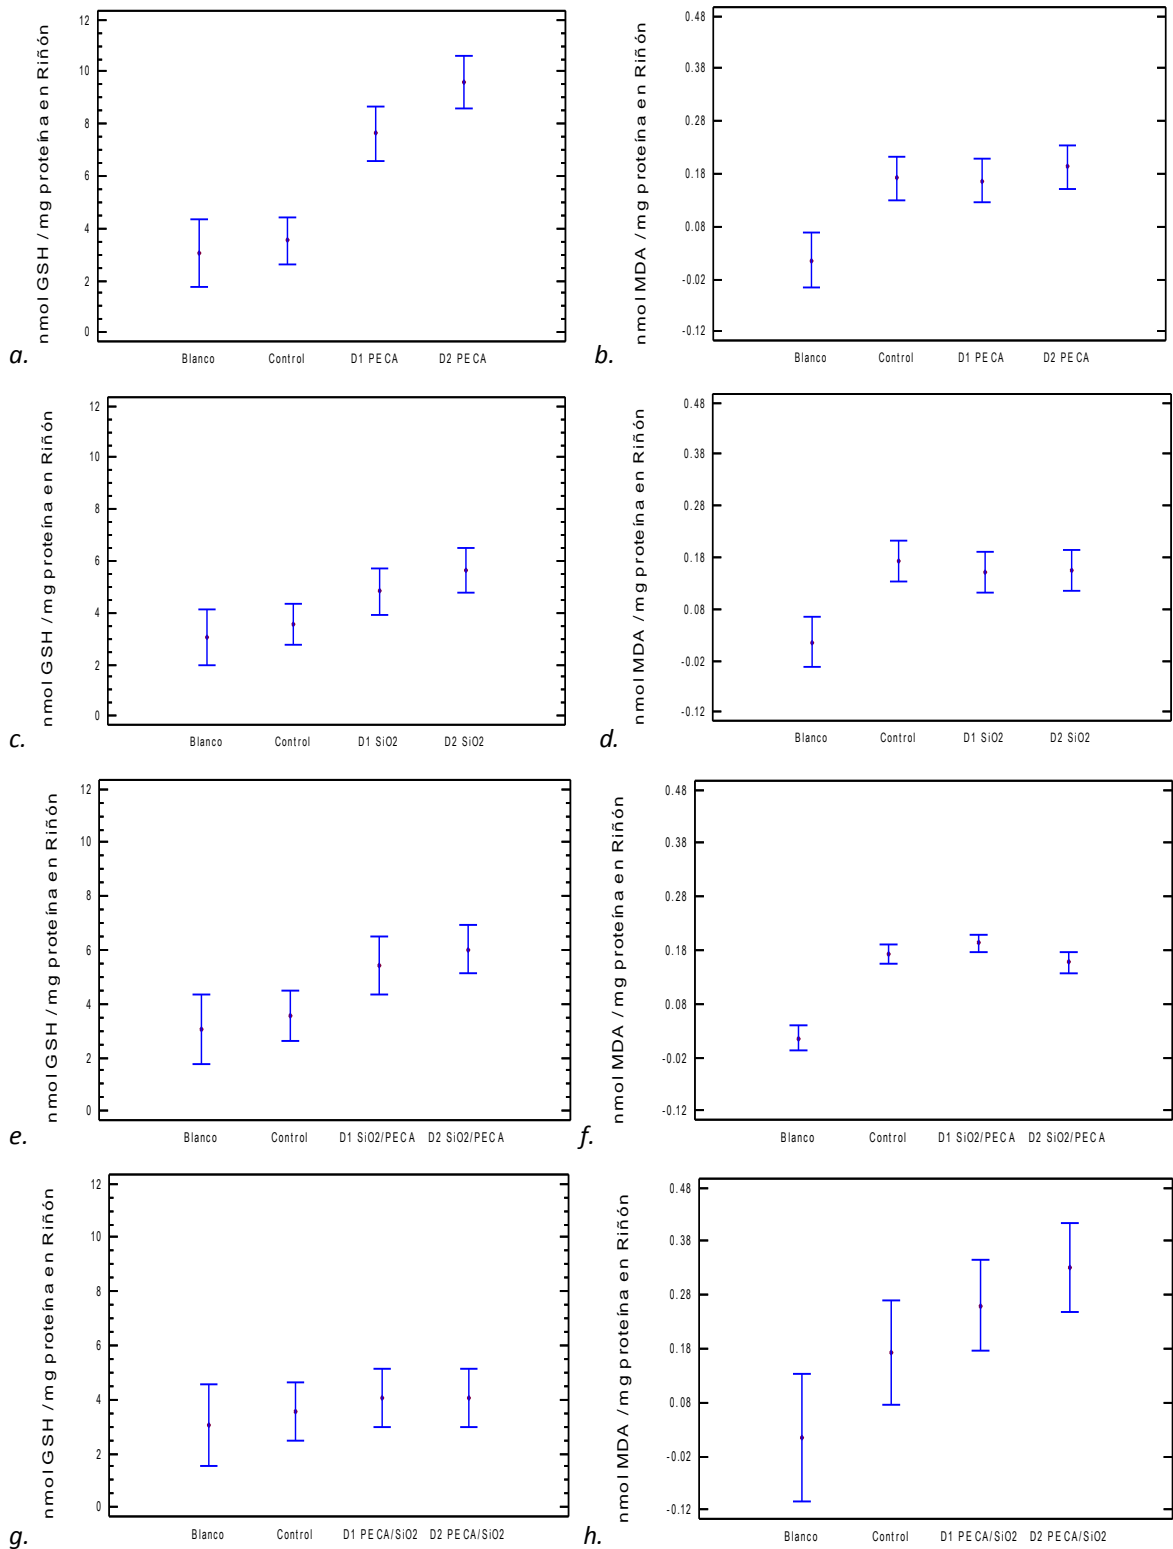 nmol GSH / mg proteína en Riñón
12
10
8
6
4
2
0
Blanco Control D1 PECA D2 PECA
a.
nmol MDA / mg proteína en Riñón
0.48
0.38
0.28
0.18
0.08
-0.02
-0.12
Blanco Control D1 PECA D2 PECA
b.
nmol GSH / mg proteína en Riñón
12
10
8
6
4
2
0
Blanco Control D1 SiO2 D2 SiO2
c.
nmol MDA / mg proteína en Riñón
0.48
0.38
0.28
0.18
0.08
-0.02
-0.12
Blanco Control D1 SiO2 D2 SiO2
d.
nmol GSH / mg proteína en Riñón
12
10
8
6
4
2
0
Blanco Control D1 SiO2/PECA D2 SiO2/PECA
e.
nmol MDA / mg proteína en Riñón
0.48
0.38
0.28
0.18
0.08
-0.02
-0.12
Blanco Control D1 SiO2/PECA D2 SiO2/PECA
f.
nmol GSH / mg proteína en Riñón
12
10
8
6
4
2
0
Blanco Control D1 PECA/SiO2 D2 PECA/SiO2
g.
nmol MDA / mg proteína en Riñón
0.48
0.38
0.28
0.18
0.08
-0.02
-0.12
Blanco Control D1 PECA/SiO2 D2 PECA/SiO2
h.